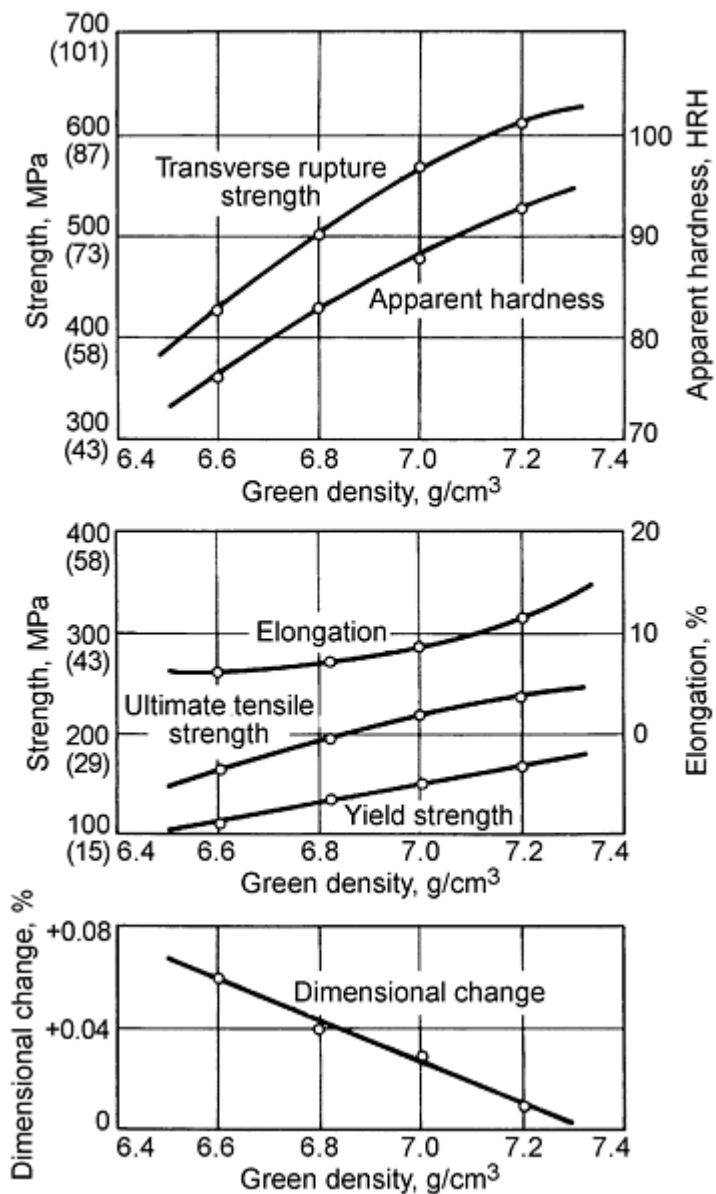 700
(101)
600
(87)
500
(73)
400
(58)
300
(43)
Strength, MPa
Transverse rupture
strength
Apparent hardness
100
90
80
70
Apparent hardness, HRH
6.4 6.6 6.8 7.0 7.2 7.4
Green density, g/cm³
400
(58)
300
(43)
200
(29)
100
(15)
Strength, MPa
Elongation
Ultimate tensile
strength
Yield strength
20
10
0
Elongation, %
6.4 6.6 6.8 7.0 7.2 7.4
Green density, g/cm³
+0.08
+0.04
0
Dimensional change, %
Dimensional change
6.4 6.6 6.8 7.0 7.2 7.4
Green density, g/cm³